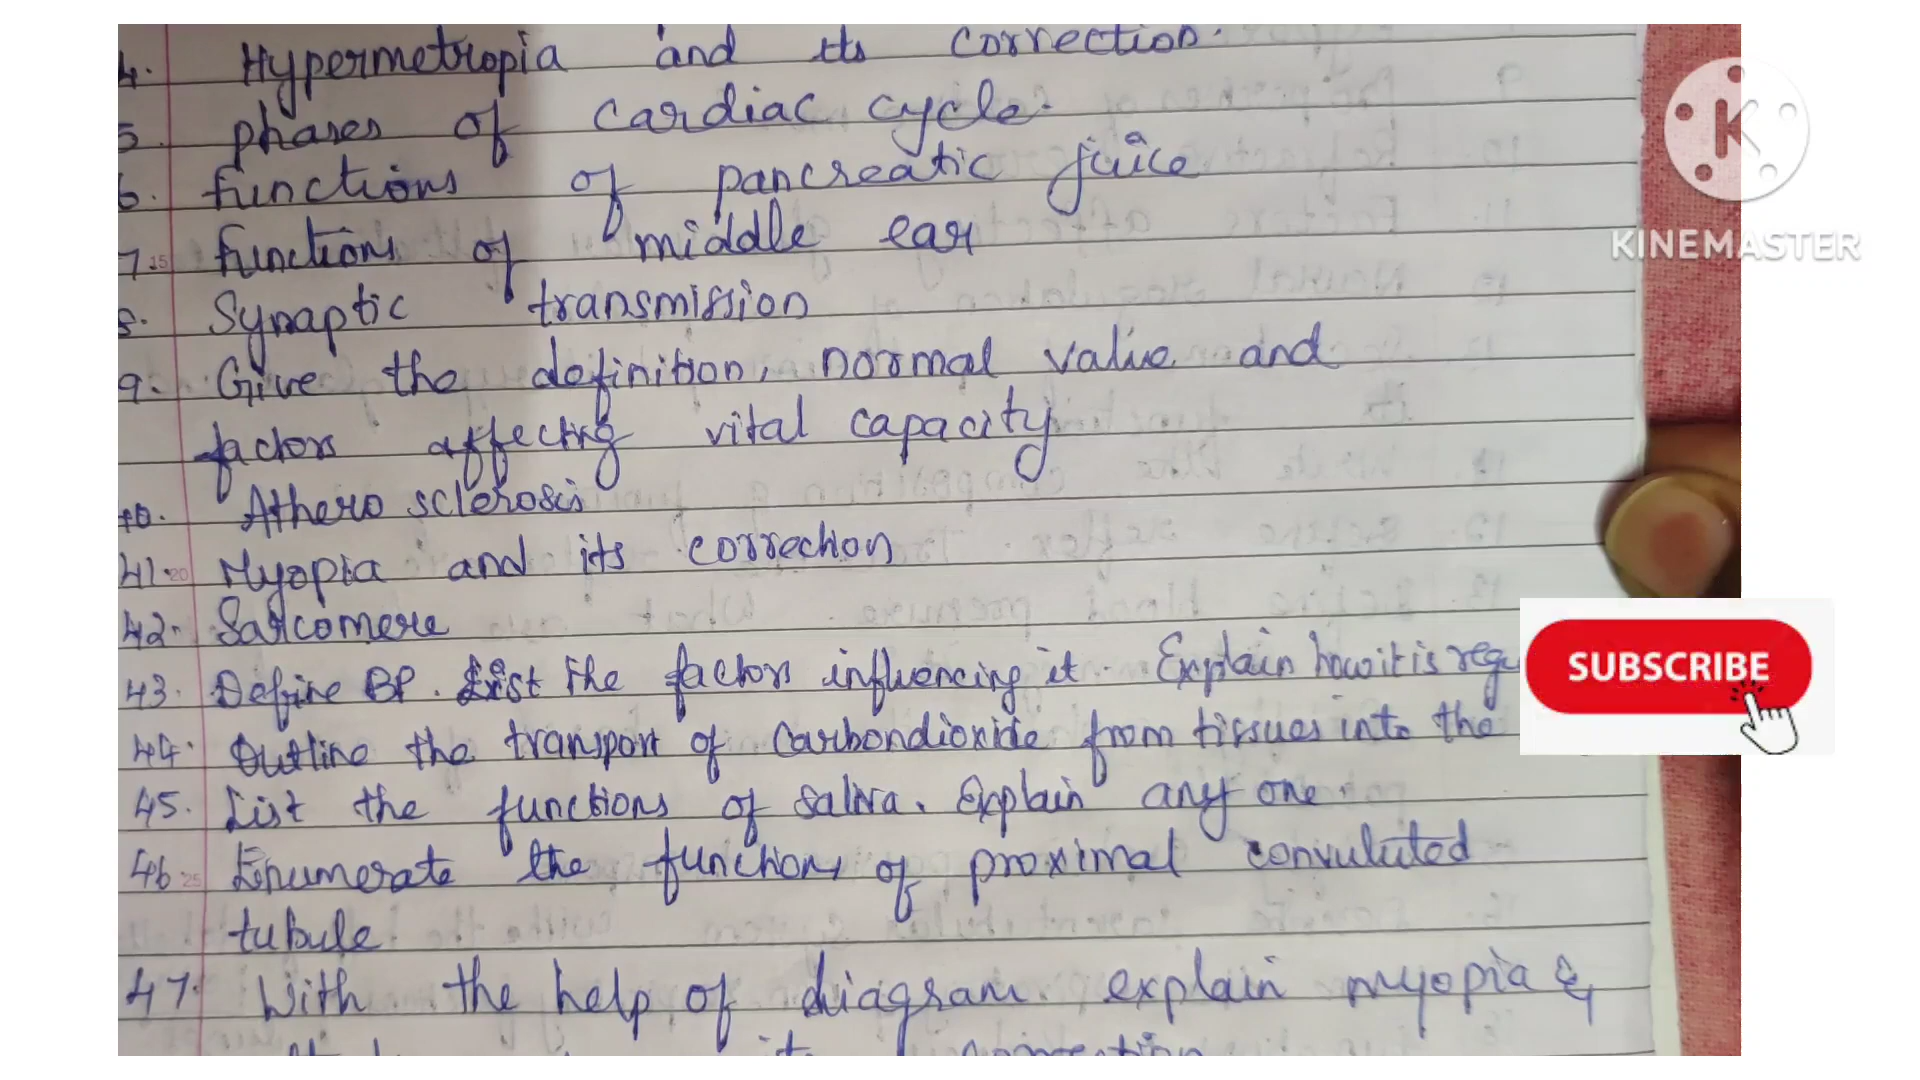 4. Hypermetropia and its correction.
5. phases of cardiac cycle.
6. functions of pancreatic juice
7. functions of middle ear
8. Synaptic transmission
9. Give the definition, normal value and
factors affecting vital capacity
10. Athero sclerosis
41. Myopia and its correction
42. Sarcomere
43. Define BP. List the factors influencing it. Explain how it is regu
44. Outline the transport of carbondioxide from tissues into the
45. List the functions of saliva. Explain any one.
46. Enumerate the functions of proximal convuluted
tubule
47. With the help of diagram. explain myopia &
its correction
KINEMASTER
SUBSCRIBE